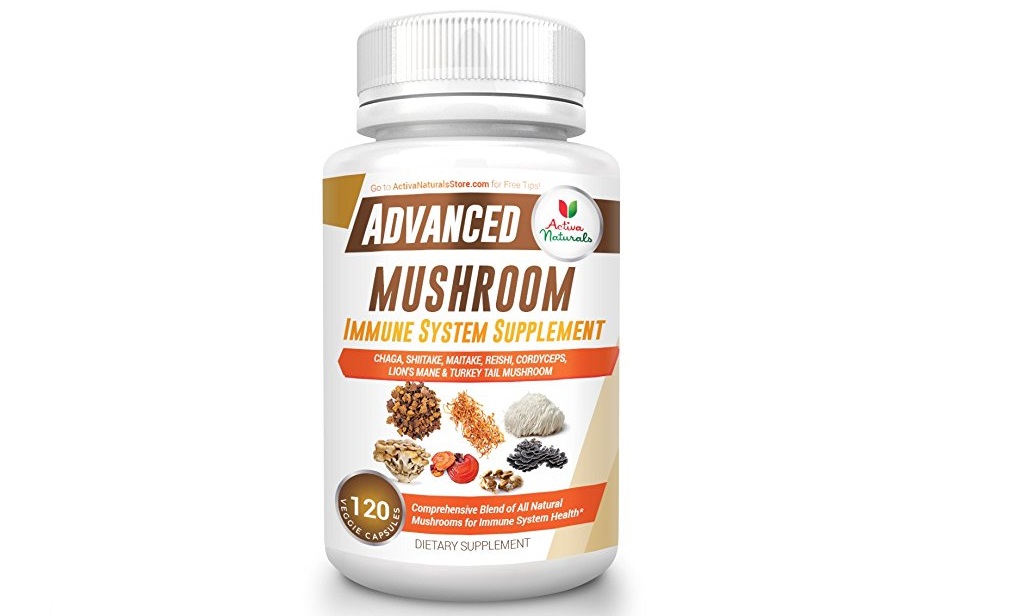 Go to ActivaNaturalsStore.com for Free Tips!
ADVANCED
Activa
Naturals
MUSHROOM
IMMUNE SYSTEM SUPPLEMENT
CHAGA, SHIITAKE, MAITAKE, REISHI, CORDYCEPS,
LION'S MANE & TURKEY TAIL MUSHROOM
120
VEGGIE CAPSULES
Comprehensive Blend of All Natural
Mushrooms for Immune System Health*
DIETARY SUPPLEMENT